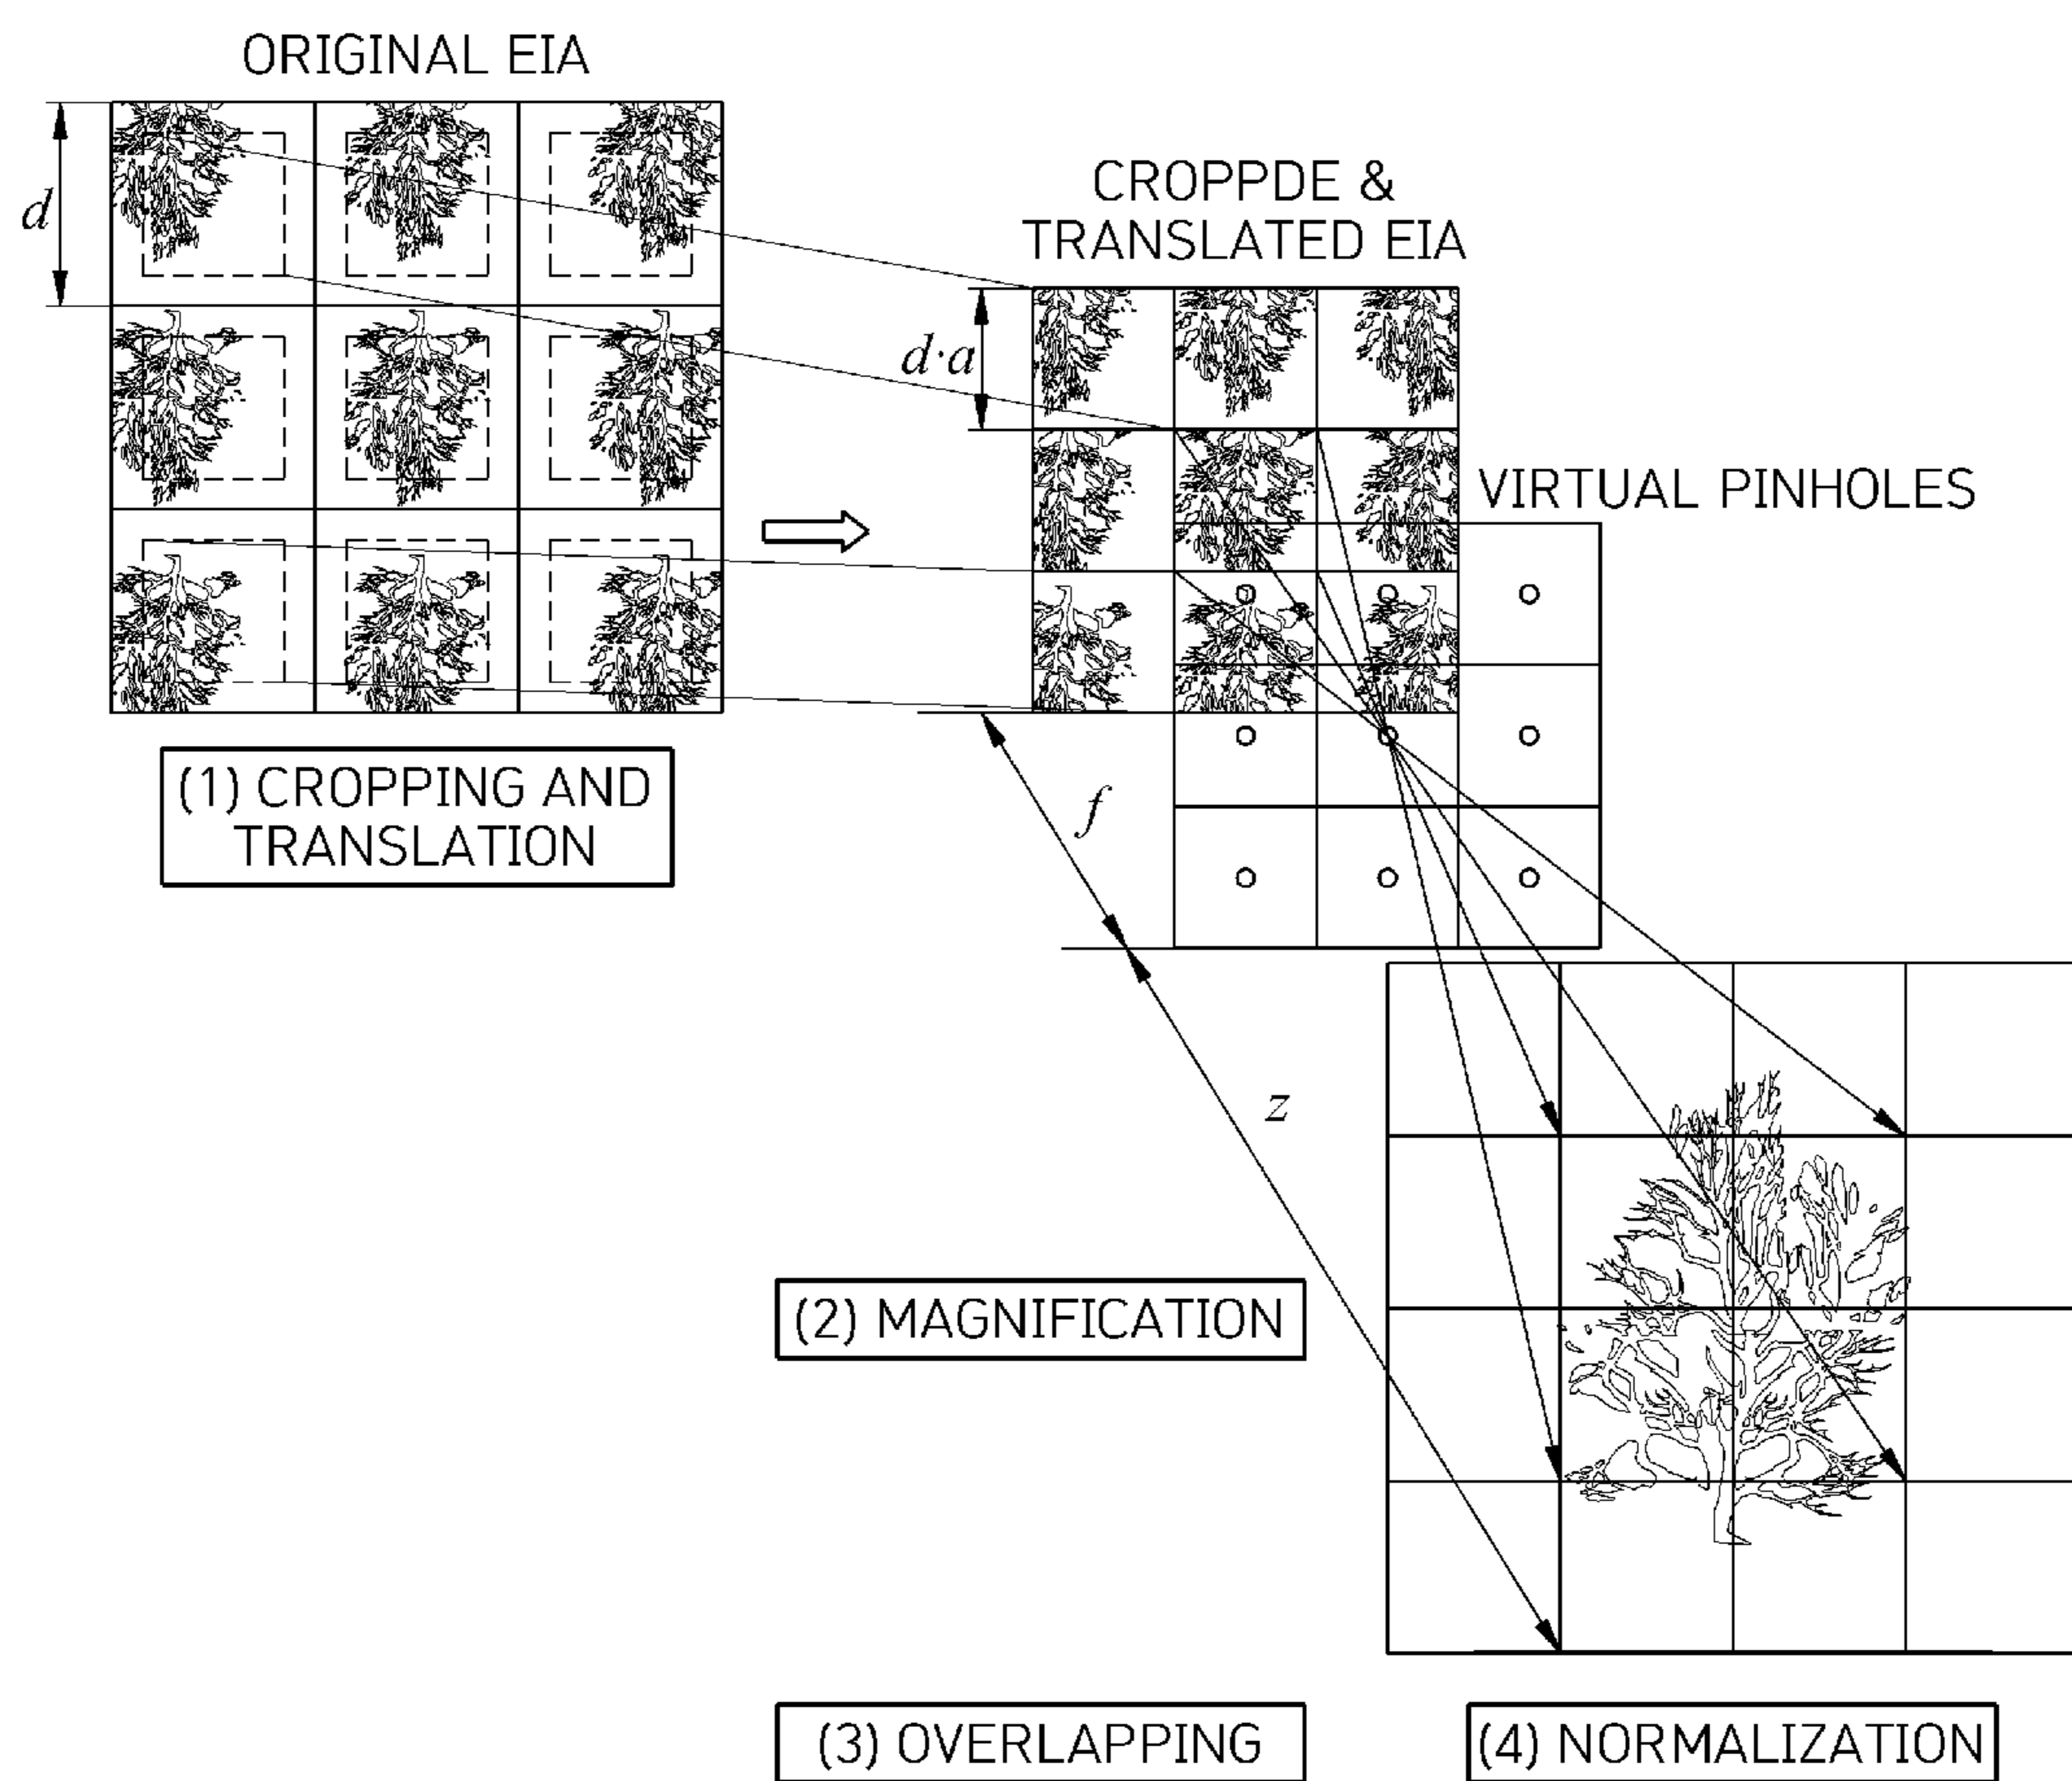 ORIGINAL EIA
d
CROPPDE &
TRANSLATED EIA
d·a
VIRTUAL PINHOLES
(1) CROPPING AND
TRANSLATION
f
z
(2) MAGNIFICATION
(3) OVERLAPPING
(4) NORMALIZATION